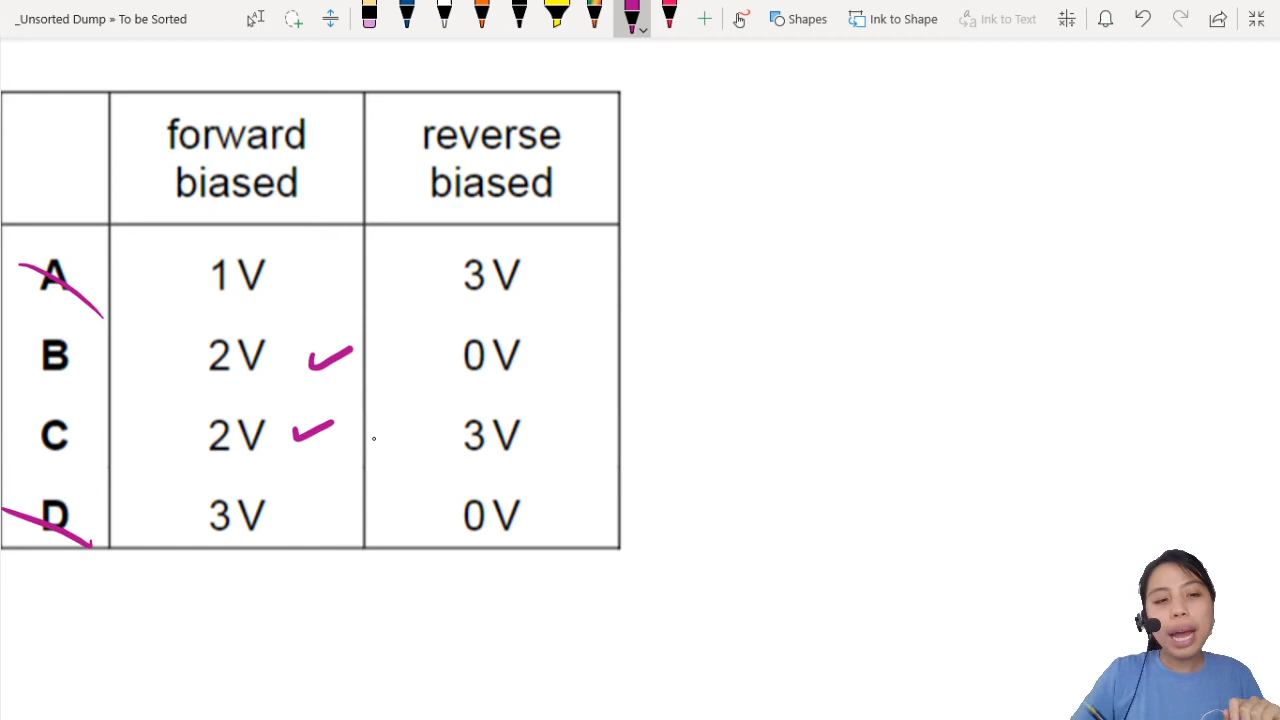 _Unsorted Dump » To be Sorted
Shapes
Ink to Shape
Ink to Text
forward biased
reverse biased
A 1 V 3 V
B 2 V 0 V
C 2 V 3 V
D 3 V 0 V